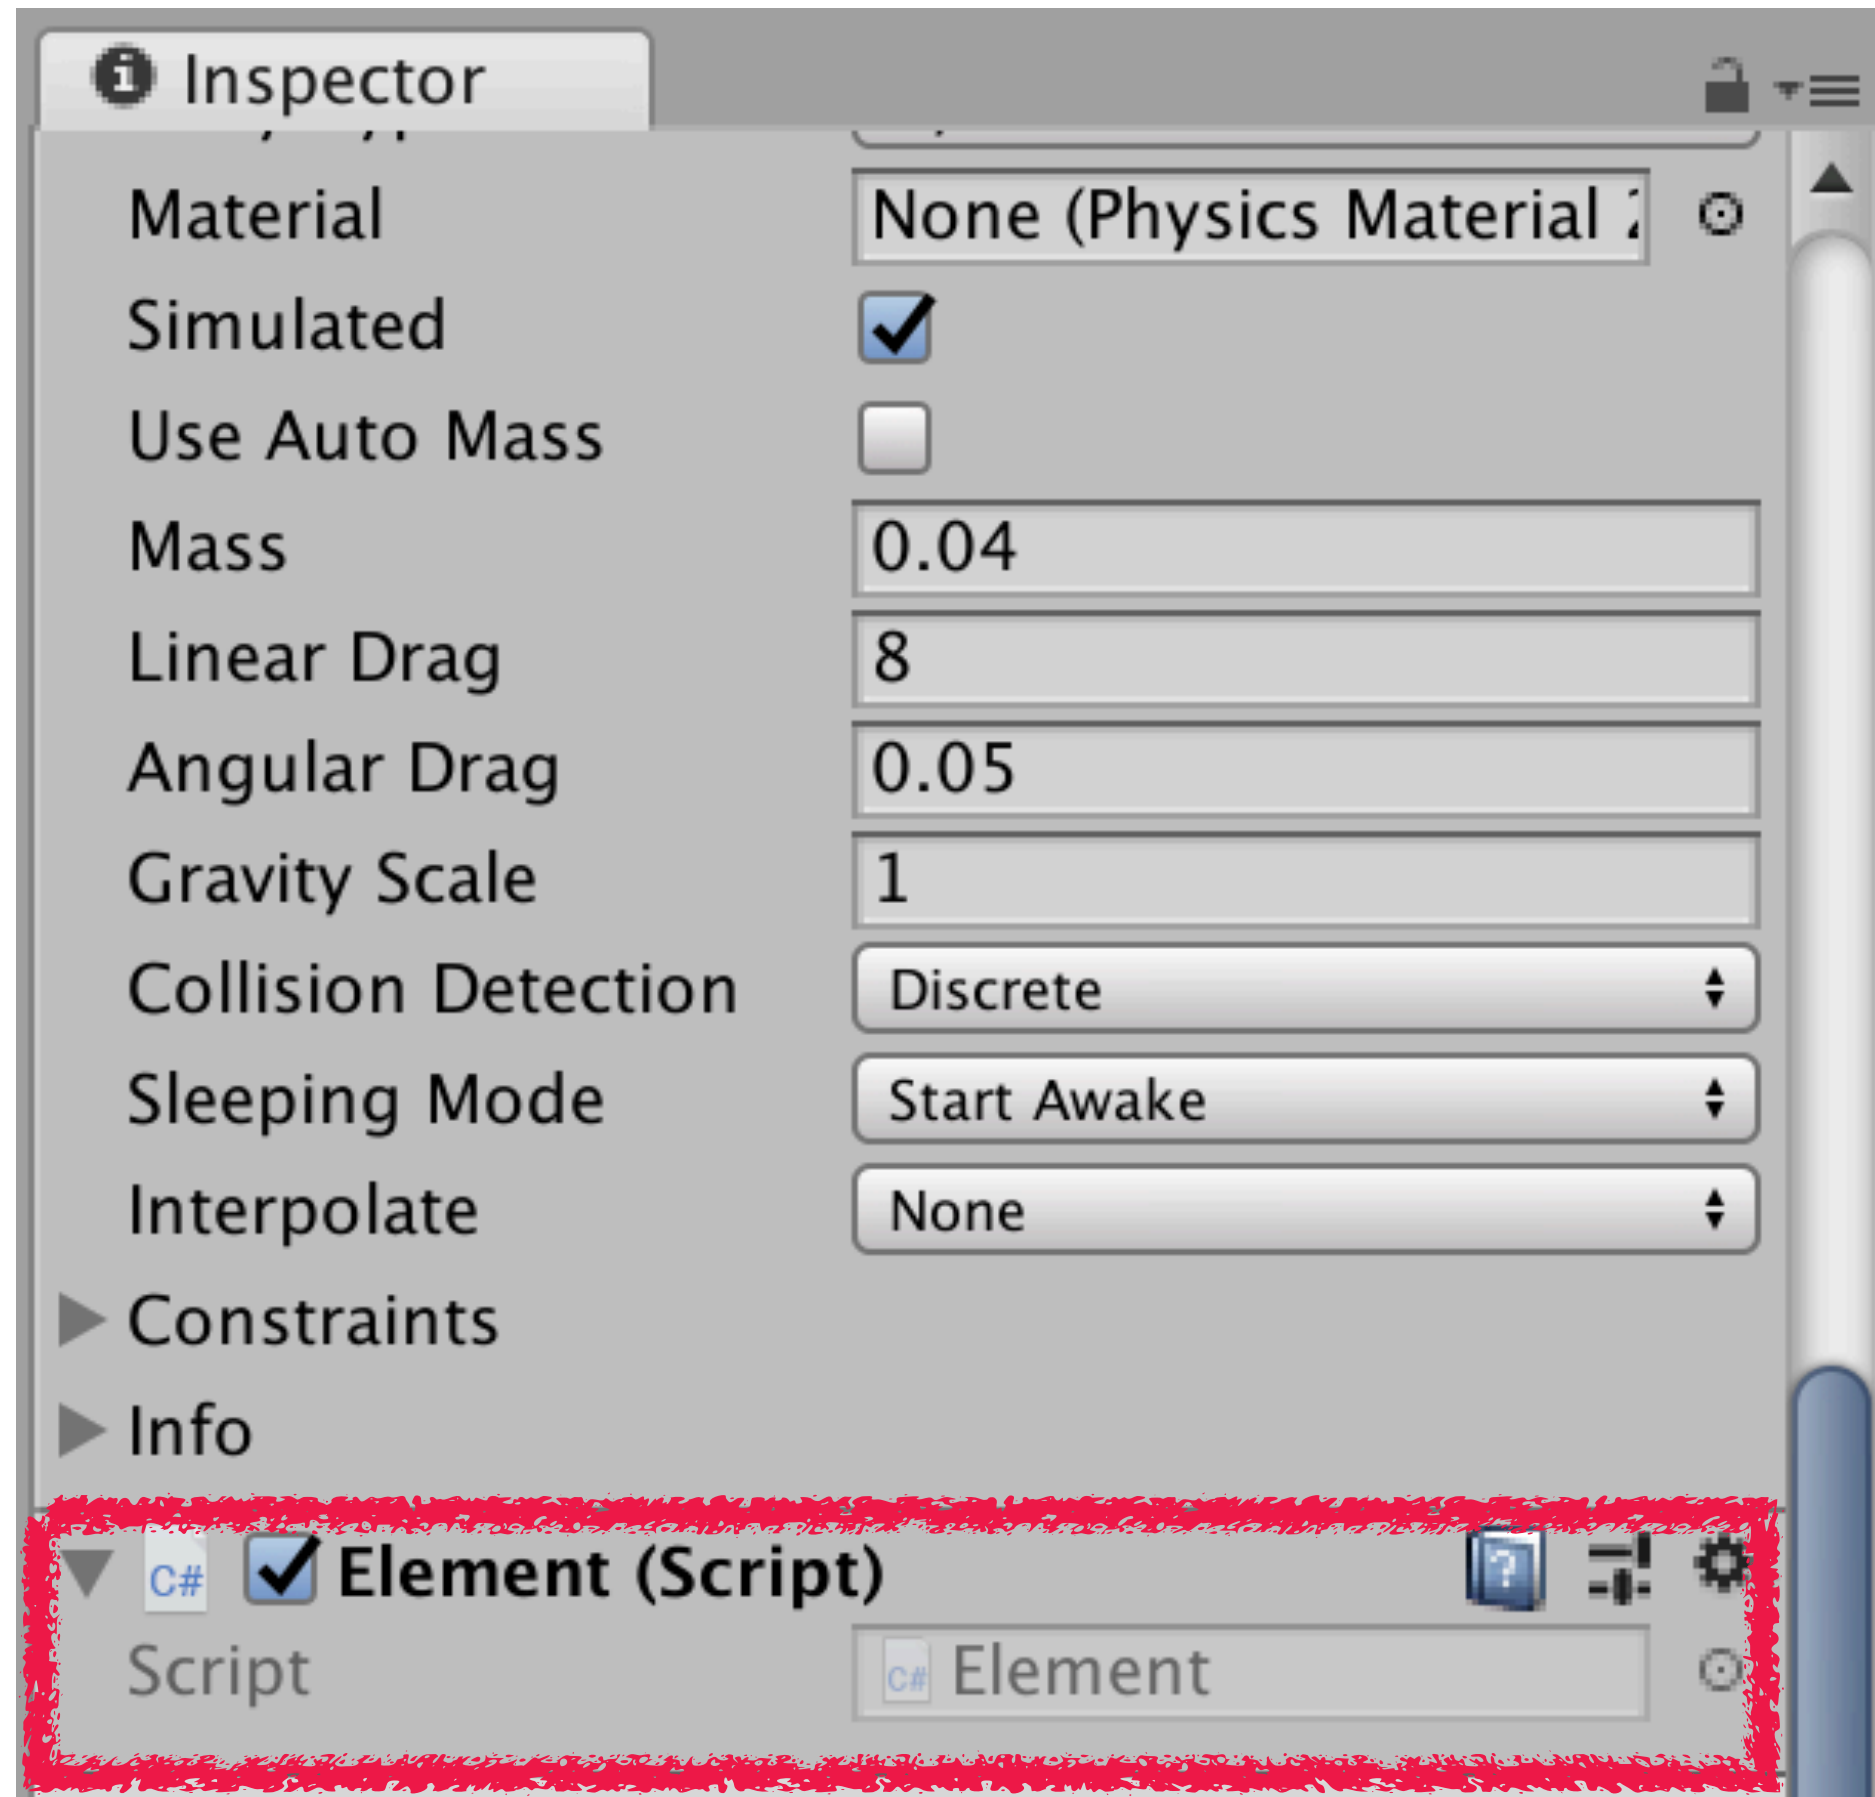 Inspector
Material None (Physics Material
Simulated
Use Auto Mass
Mass 0.04
Linear Drag 8
Angular Drag 0.05
Gravity Scale 1
Collision Detection Discrete
Sleeping Mode Start Awake
Interpolate None
Constraints
Info
C# Element (Script)
Script C# Element